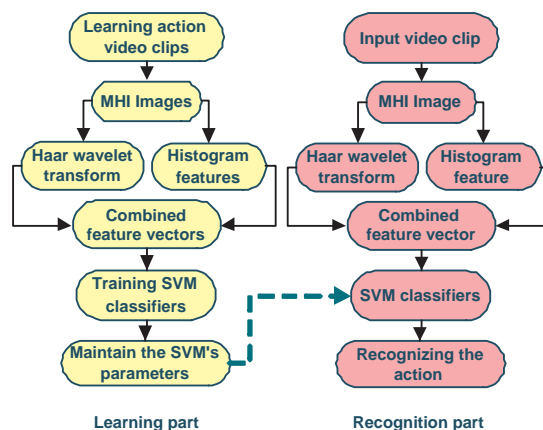 Learning action
video clips
MHI Images
Haar wavelet
transform
Histogram
features
Combined
feature vectors
Training SVM
classifiers
Maintain the SVM's
parameters
Learning part
Input video clip
MHI Image
Haar wavelet
transform
Histogram
feature
Combined
feature vector
SVM classifiers
Recognizing the
action
Recognition part